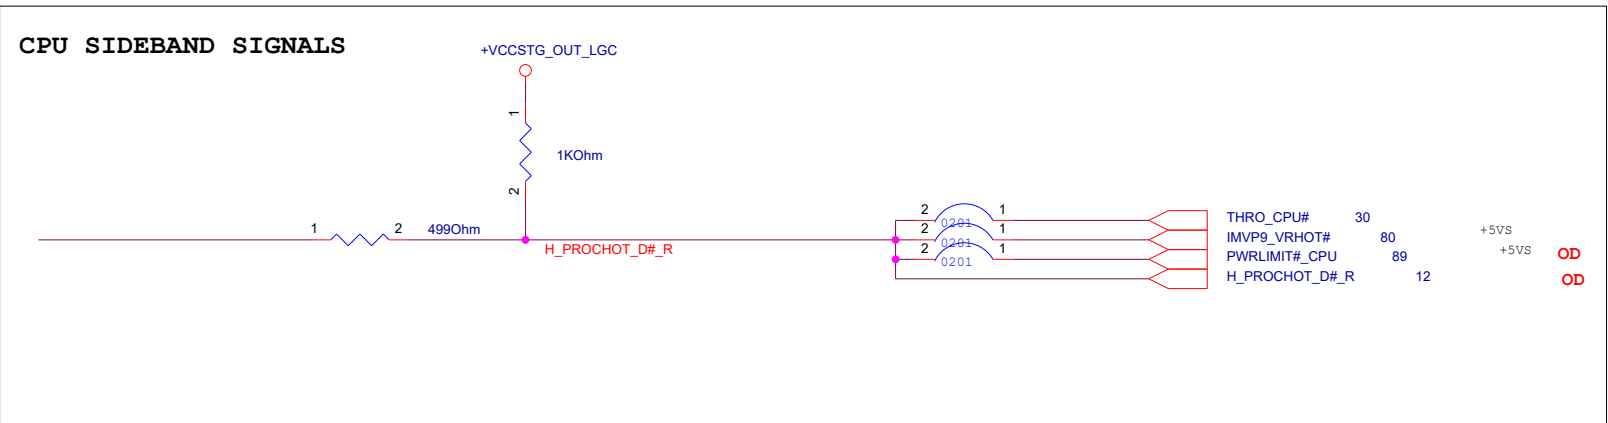 CPU SIDEBAND SIGNALS
+VCCSTG_OUT_LGC
1
1KOhm
2
1 2 499Ohm
H_PROCHOT_D#_R
2 0201 1 THRO_CPU# 30
2 0201 1 IMVP9_VRHOT# 80 +5VS
2 0201 1 PWRLIMIT#_CPU 89 +5VS OD
H_PROCHOT_D#_R 12 OD